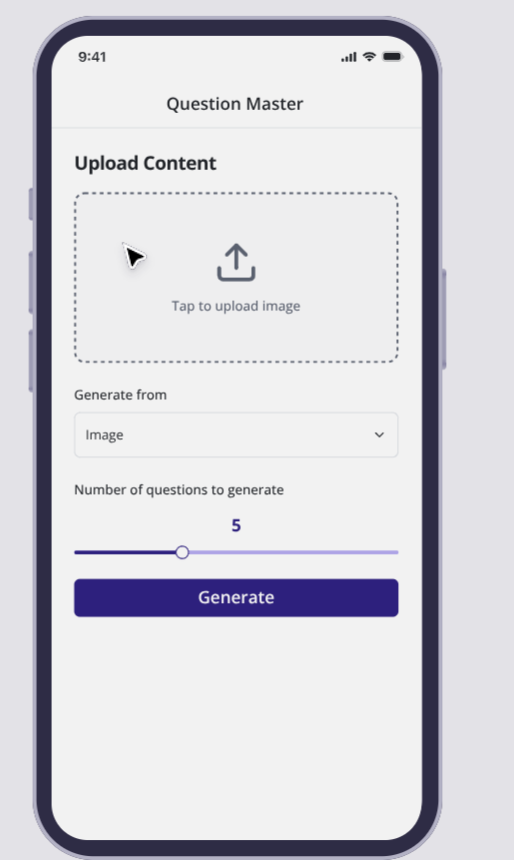 9:41
Question Master
Upload Content
Tap to upload image
Generate from
Image
Number of questions to generate
5
Generate